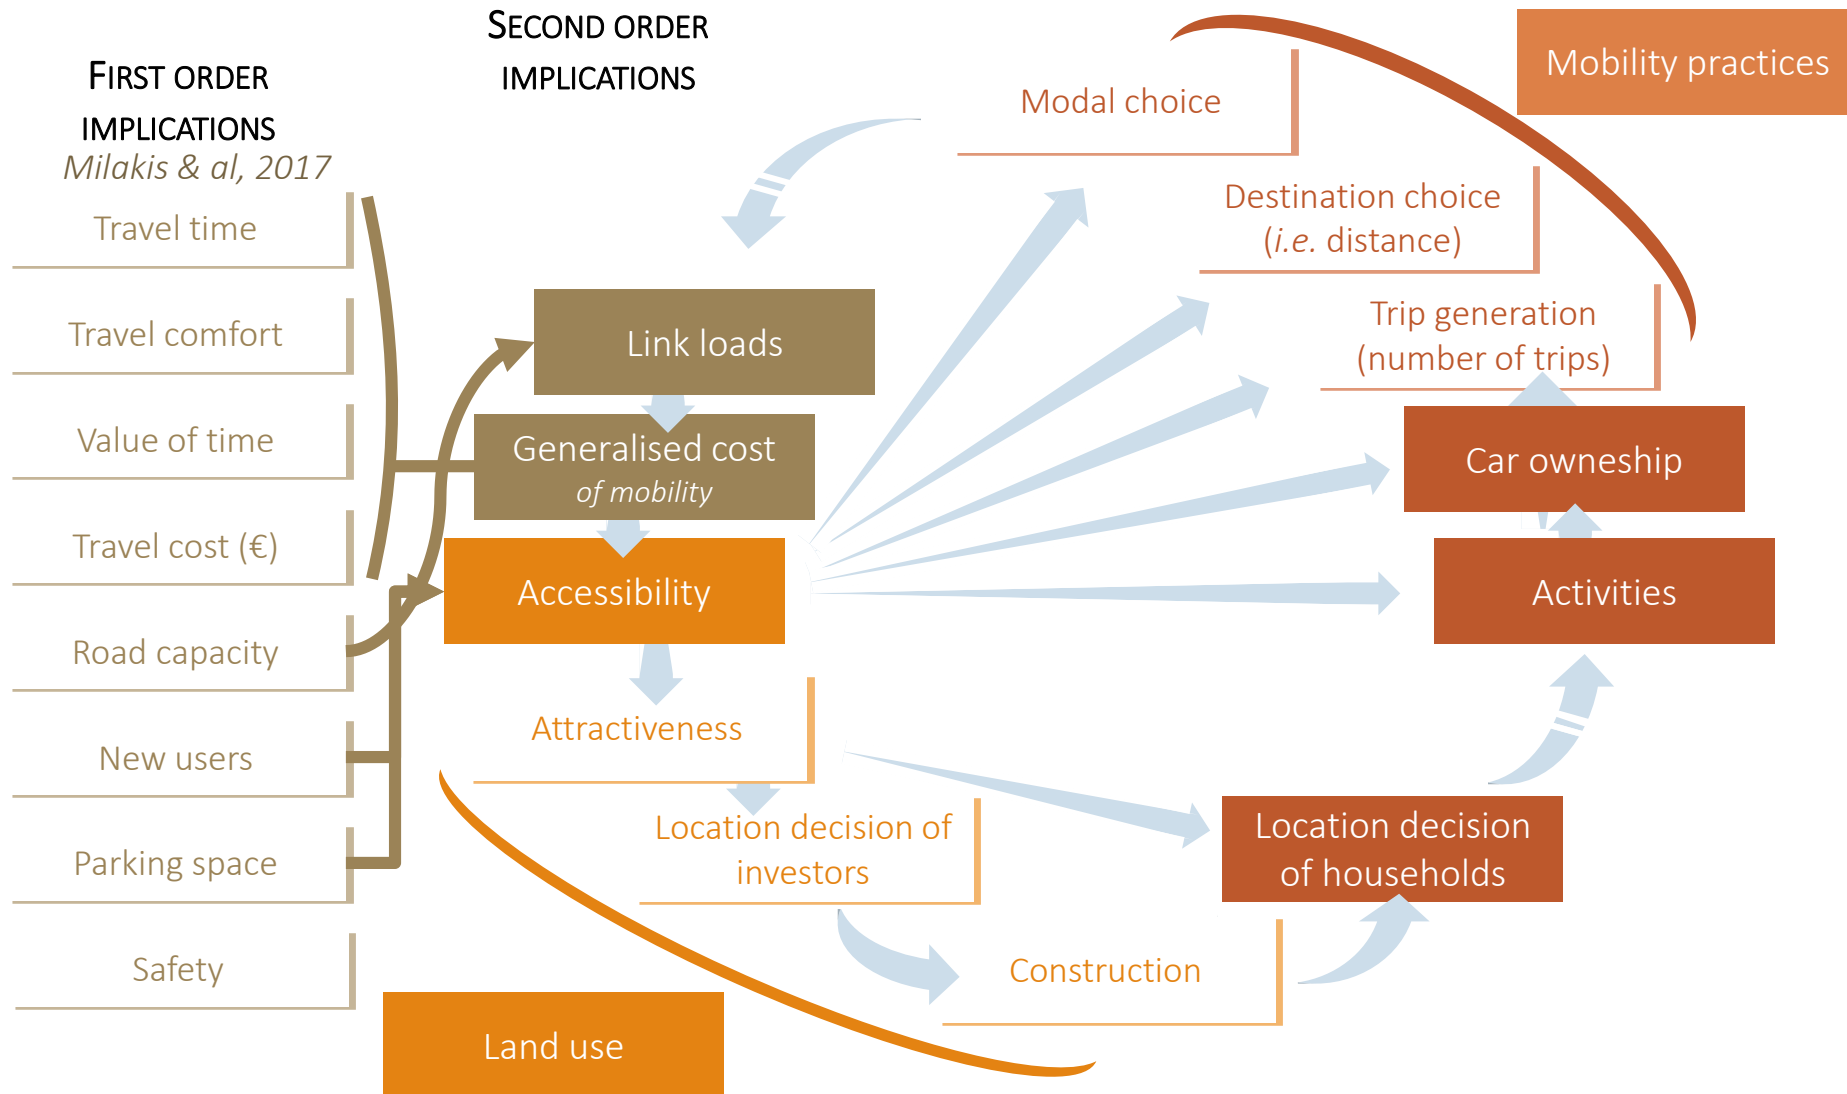 FIRST ORDER
IMPLICATIONS
Milakis & al, 2017
Travel time
Travel comfort
Value of time
Travel cost (€)
Road capacity
New users
Parking space
Safety
SECOND ORDER
IMPLICATIONS
Link loads
Generalised cost
of mobility
Accessibility
Attractiveness
Location decision of
investors
Construction
Land use
Mobility practices
Modal choice
Destination choice
(i.e. distance)
Trip generation
(number of trips)
Car owneship
Activities
Location decision
of households